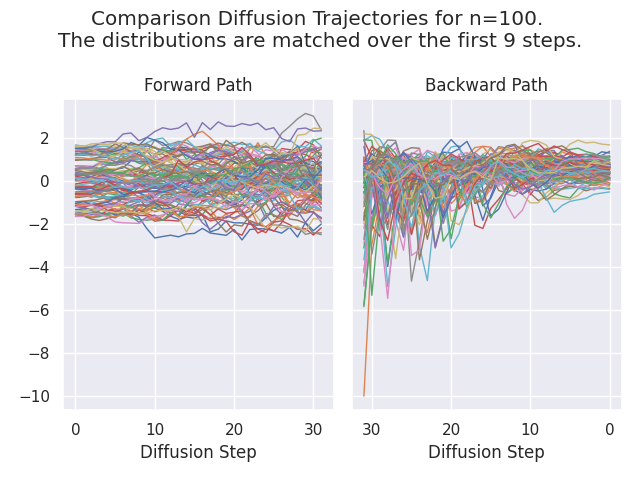 Comparison Diffusion Trajectories for n=100.
The distributions are matched over the first 9 steps.
Forward Path
Backward Path
2
0
−2
−4
−6
−8
−10
0 10 20 30
30 20 10 0
Diffusion Step
Diffusion Step